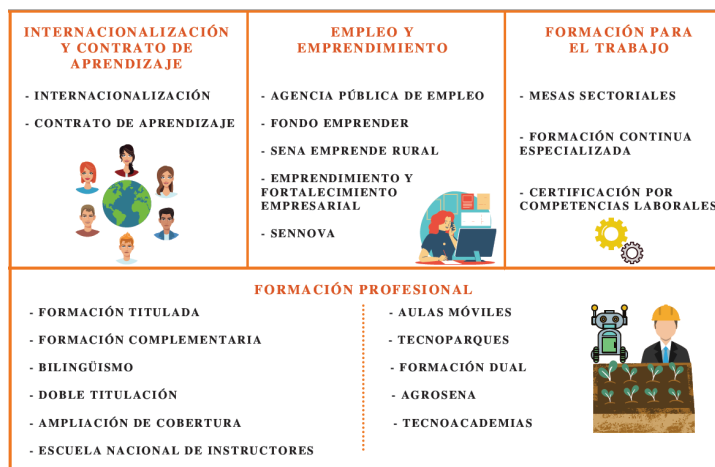 INTERNACIONALIZACIÓN
Y CONTRATO DE
APRENDIZAJE
- INTERNACIONALIZACIÓN
- CONTRATO DE APRENDIZAJE
EMPLEO Y
EMPRENDIMIENTO
- AGENCIA PÚBLICA DE EMPLEO
- FONDO EMPRENDER
- SENA EMPRENDE RURAL
- EMPRENDIMIENTO Y
FORTALECIMIENTO
EMPRESARIAL
- SENNOVA
FORMACIÓN PARA
EL TRABAJO
- MESAS SECTORIALES
- FORMACIÓN CONTINUA
ESPECIALIZADA
- CERTIFICACIÓN POR
COMPETENCIAS LABORALES
FORMACIÓN PROFESIONAL
- FORMACIÓN TITULADA
- FORMACIÓN COMPLEMENTARIA
- BILINGÜISMO
- DOBLE TITULACIÓN
- AMPLIACIÓN DE COBERTURA
- ESCUELA NACIONAL DE INSTRUCTORES
- AULAS MÓVILES
- TECNOPARQUES
- FORMACIÓN DUAL
- AGROSENA
- TECNOACADEMIAS